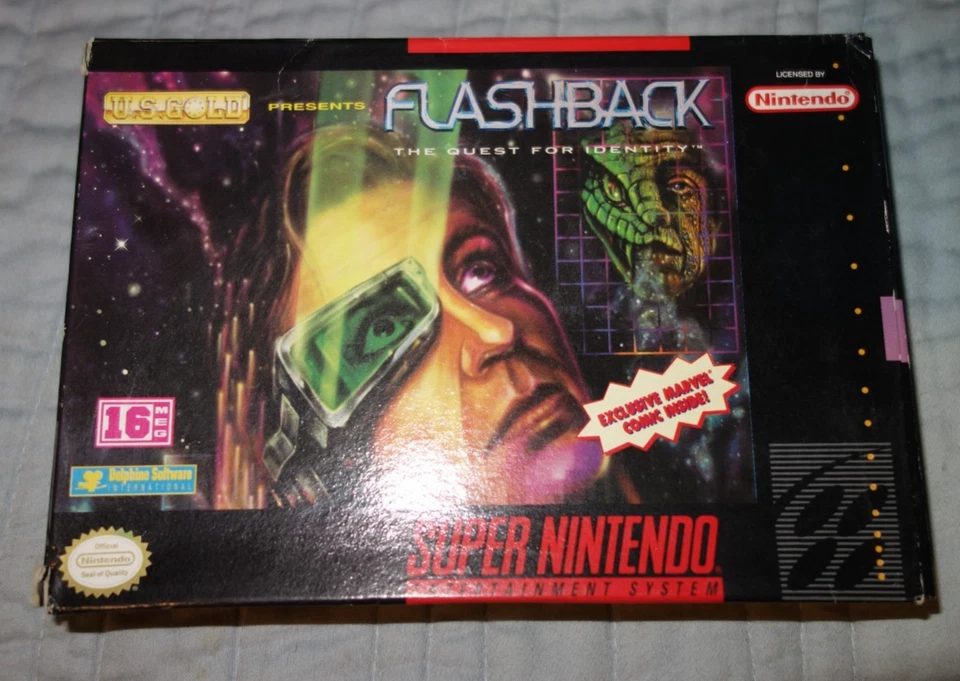 U.S. GOLD
PRESENTS
FLASHBACK
THE QUEST FOR IDENTITY™
LICENSED BY
Nintendo®
EXCLUSIVE MARVEL
COMIC INSIDE!
16 MEG
Delphine Software
INTERNATIONAL
Official
Nintendo
Seal of Quality
SUPER NINTENDO
ENTERTAINMENT SYSTEM